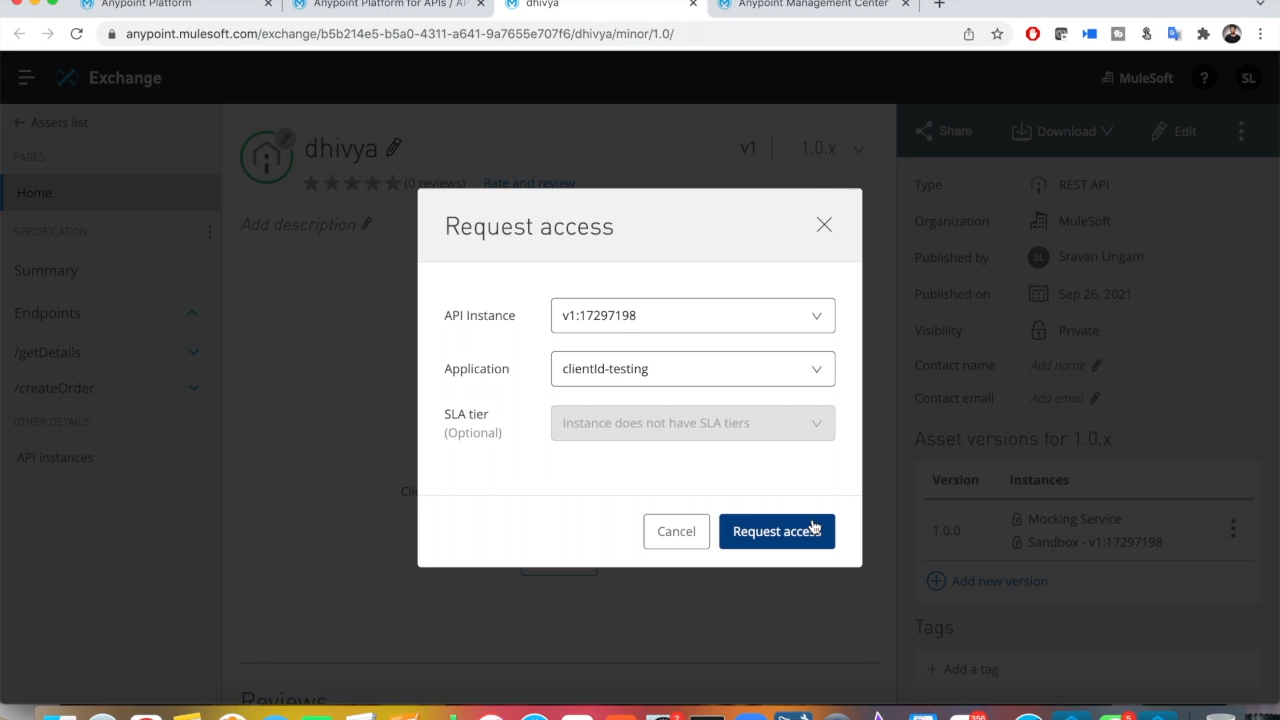 Anypoint Platform
Anypoint Platform for APIs / AP
dhivya
Anypoint Management Center
anypoint.mulesoft.com/exchange/b5b214e5-b5a0-4311-a641-9a7655e707f6/dhivya/minor/1.0/
Exchange
MuleSoft
?
SL
Assets list
PAGES
Home
SPECIFICATION
Summary
Endpoints
/getDetails
/createOrder
OTHER DETAILS
API instances
dhivya
v1
1.0.x
(0 reviews)
Rate and review
Add description
Request access
API Instance
v1:17297198
Application
clientId-testing
SLA tier
(Optional)
Instance does not have SLA tiers
Cancel
Request access
Reviews
Share
Download
Edit
Type
REST API
Organization
MuleSoft
Published by
SL
Sravan Lingam
Published on
Sep 26, 2021
Visibility
Private
Contact name
Add name
Contact email
Add email
Asset versions for 1.0.x
Version
Instances
1.0.0
Mocking Service
Sandbox - v1:17297198
Add new version
Tags
+ Add a tag
2
356
5